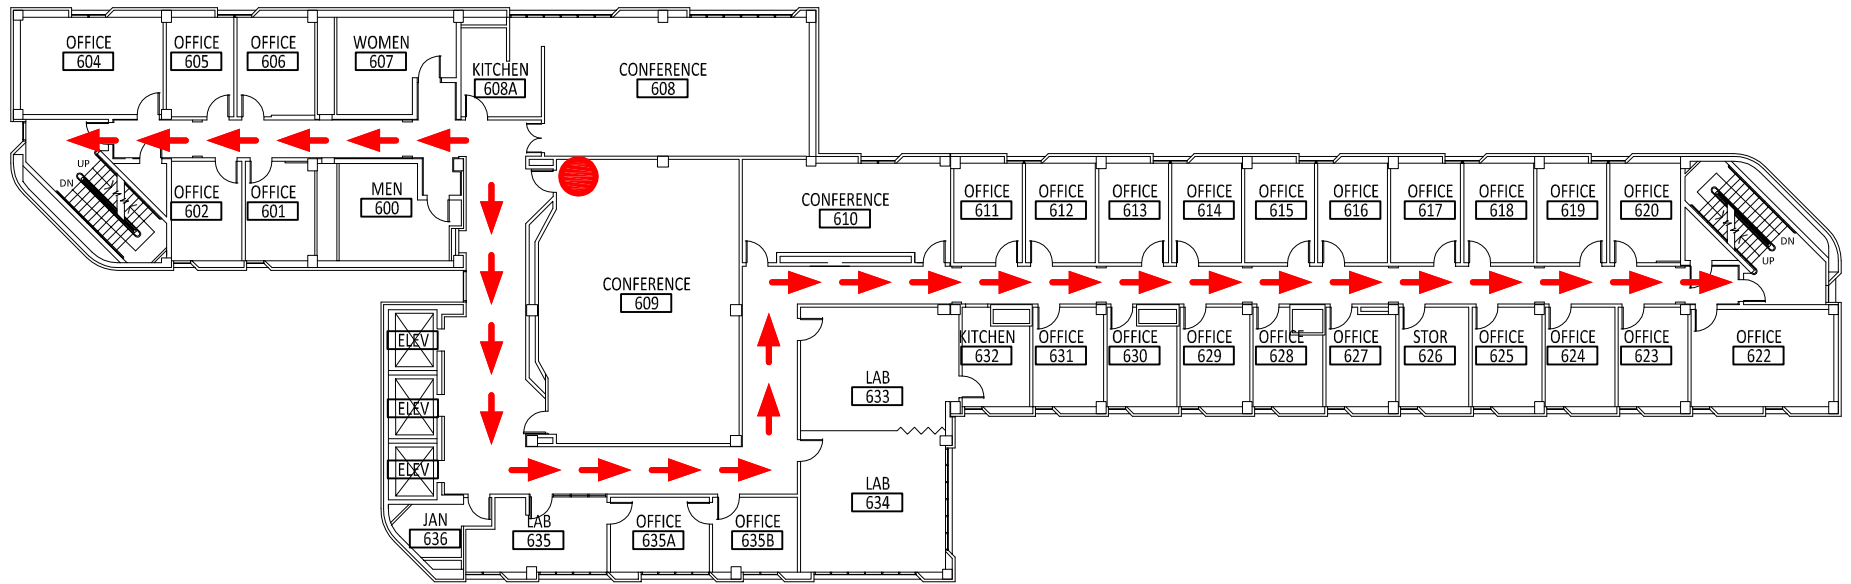 OFFICE
604
OFFICE
605
OFFICE
606
WOMEN
607
KITCHEN
608A
CONFERENCE
608
UP
DN
OFFICE
602
OFFICE
601
MEN
600
CONFERENCE
610
OFFICE
611
OFFICE
612
OFFICE
613
OFFICE
614
OFFICE
615
OFFICE
616
OFFICE
617
OFFICE
618
OFFICE
619
OFFICE
620
DN
UP
CONFERENCE
609
ELEV
ELEV
ELEV
KITCHEN
632
OFFICE
631
OFFICE
630
OFFICE
629
OFFICE
628
OFFICE
627
STOR
626
OFFICE
625
OFFICE
624
OFFICE
623
OFFICE
622
LAB
633
LAB
634
JAN
636
LAB
635
OFFICE
635A
OFFICE
635B